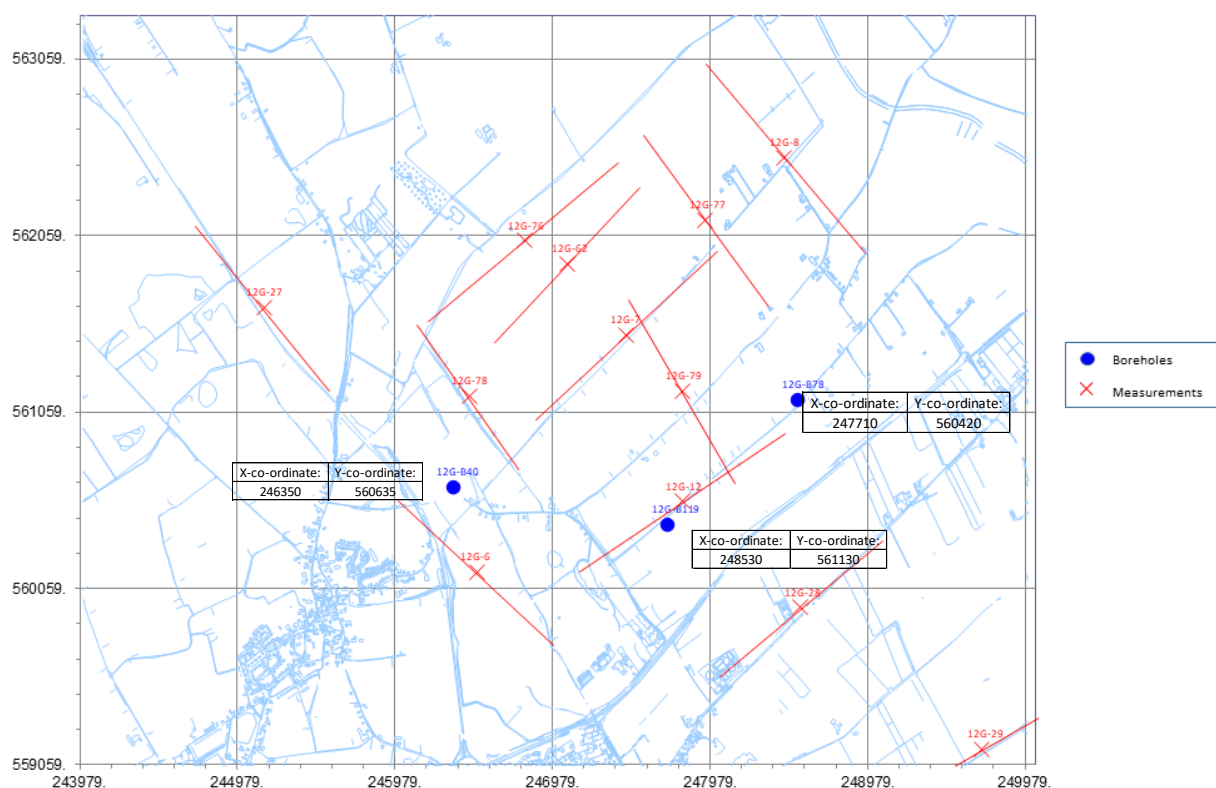 563059.
12G-8
12G-77
12G-76
562059.
12G-62
12G-27
12G-7
12G-78
12G-79
12G-B78
Boreholes
Measurements
561059.
X-co-ordinate: Y-co-ordinate:
247710 560420
X-co-ordinate: Y-co-ordinate:
246350 560635
12G-B40
12G-12
12G-B119
X-co-ordinate: Y-co-ordinate:
248530 561130
12G-6
560059.
12G-28
12G-29
559059.
243979. 244979. 245979. 246979. 247979. 248979. 249979.